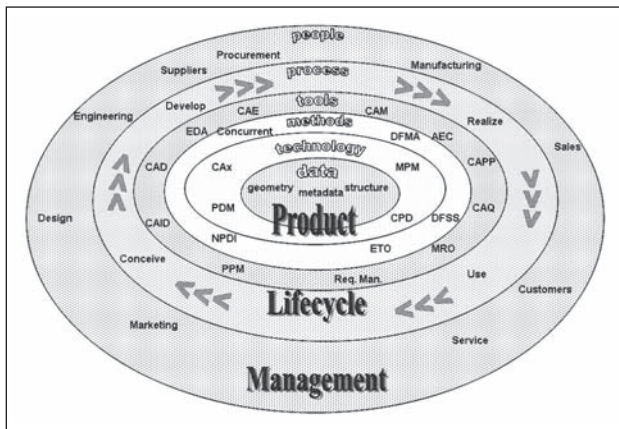 people
Procurement
Suppliers
Manufacturing
process
Engineering
Develop
Realize
Sales
tools
CAE
CAM
methods
EDA
Concurrent
DFMA
AEC
technology
CAD
CAx
MPM
CAPP
data
geometry
metadata
structure
Design
CAID
PDM
Product
CPD
DFSS
CAQ
NPDI
ETO
MRO
Conceive
PPM
Req. Man.
Use
Customers
Lifecycle
Marketing
Service
Management